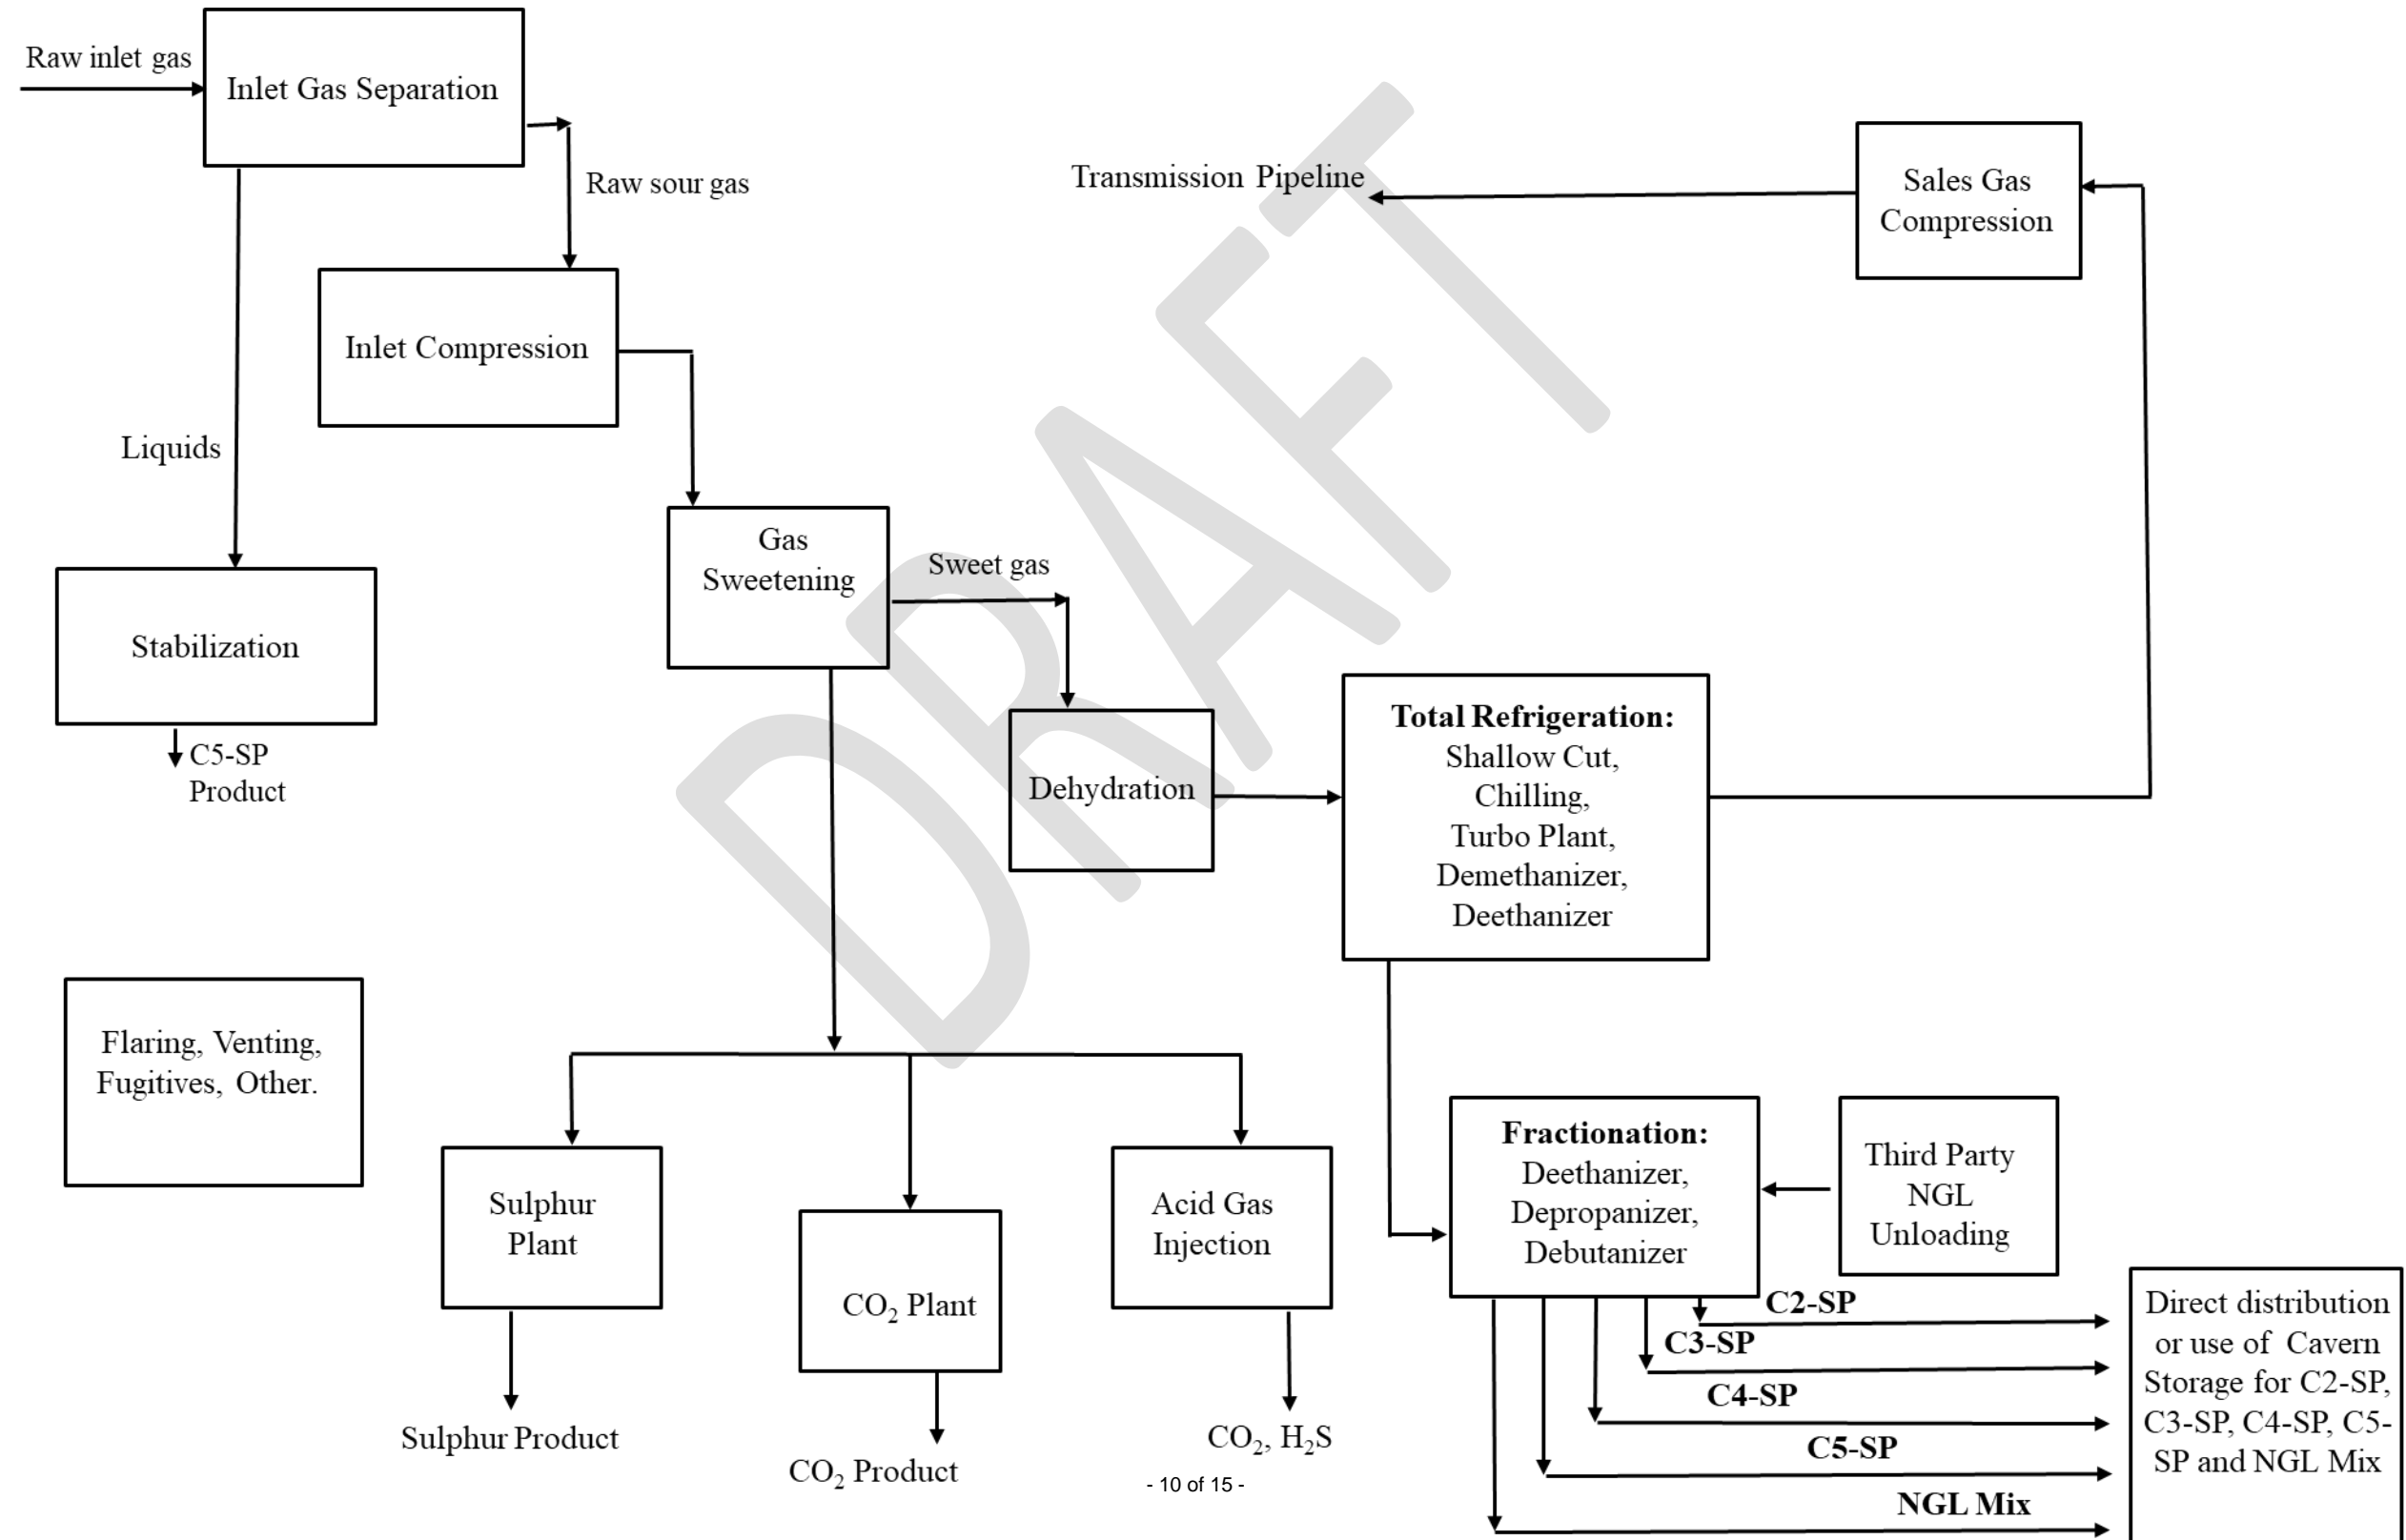 Raw inlet gas
Inlet Gas Separation
Raw sour gas
Transmission Pipeline
Sales Gas
Compression
Inlet Compression
Liquids
Gas
Sweetening
Sweet gas
Stabilization
C5-SP
Product
Dehydration
Total Refrigeration:
Shallow Cut,
Chilling,
Turbo Plant,
Demethanizer,
Deethanizer
Flaring, Venting,
Fugitives, Other.
Sulphur
Plant
CO₂ Plant
Acid Gas
Injection
Fractionation:
Deethanizer,
Depropanizer,
Debutanizer
Third Party
NGL
Unloading
C2-SP
C3-SP
C4-SP
C5-SP
NGL Mix
Direct distribution
or use of Cavern
Storage for C2-SP,
C3-SP, C4-SP, C5-
SP and NGL Mix
Sulphur Product
CO₂ Product
CO₂, H₂S
- 10 of 15 -
DRAFT